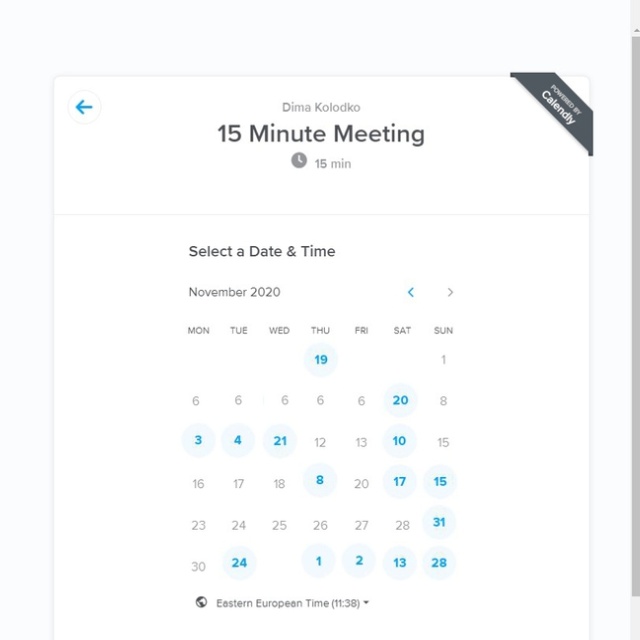 POWERED BY
Calendly
Dima Kolodko
15 Minute Meeting
15 min
Select a Date & Time
November 2020
MON TUE WED THU FRI SAT SUN
19 1
6 6 6 6 6 20 8
3 4 21 12 13 10 15
16 17 18 8 20 17 15
23 24 25 26 27 28 31
30 24 1 2 13 28
Eastern European Time (11:38)